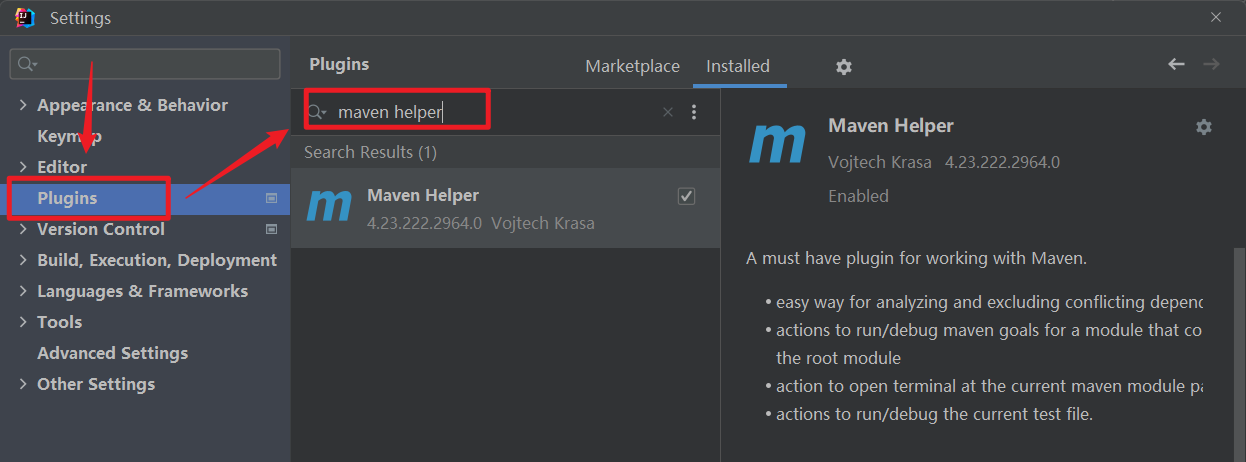 Settings
Plugins
Marketplace
Installed
Appearance & Behavior
Keymap
Editor
Plugins
Version Control
Build, Execution, Deployment
Languages & Frameworks
Tools
Advanced Settings
Other Settings
maven helper
Search Results (1)
m
Maven Helper
4.23.222.2964.0 Vojtech Krasa
m
Maven Helper
Vojtech Krasa 4.23.222.2964.0
Enabled
A must have plugin for working with Maven.
• easy way for analyzing and excluding conflicting depend
• actions to run/debug maven goals for a module that co
the root module
• action to open terminal at the current maven module pa
• actions to run/debug the current test file.